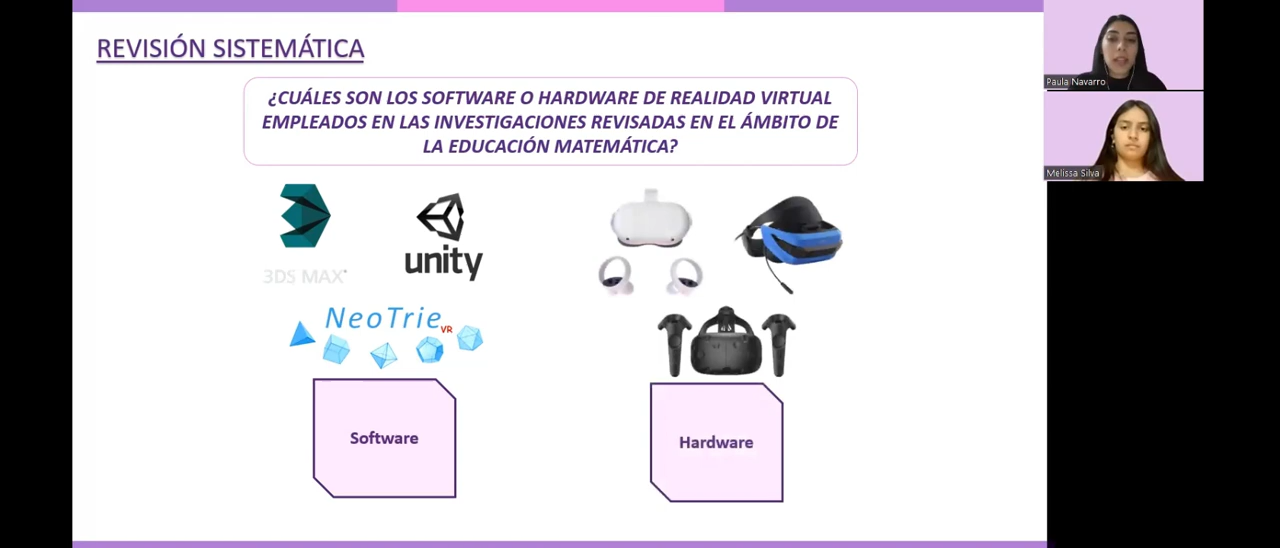 REVISIÓN SISTEMÁTICA
¿CUÁLES SON LOS SOFTWARE O HARDWARE DE REALIDAD VIRTUAL
EMPLEADOS EN LAS INVESTIGACIONES REVISADAS EN EL ÁMBITO DE
LA EDUCACIÓN MATEMÁTICA?
3DS MAX
unity
NeoTrie VR
Software
Hardware
Paula Navarro
Melissa Silva